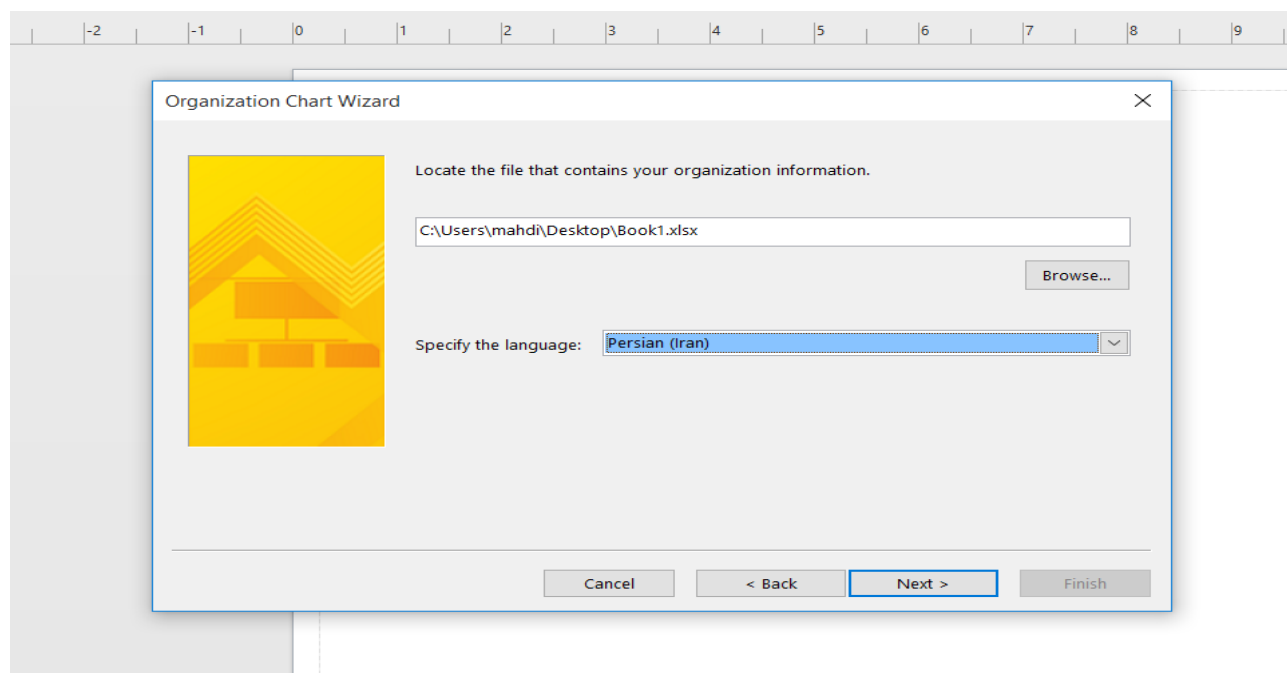 -2 -1 0 1 2 3 4 5 6 7 8 9
Organization Chart Wizard
Locate the file that contains your organization information.
C:\Users\mahdi\Desktop\Book1.xlsx
Browse...
Specify the language: Persian (Iran)
Cancel < Back Next > Finish